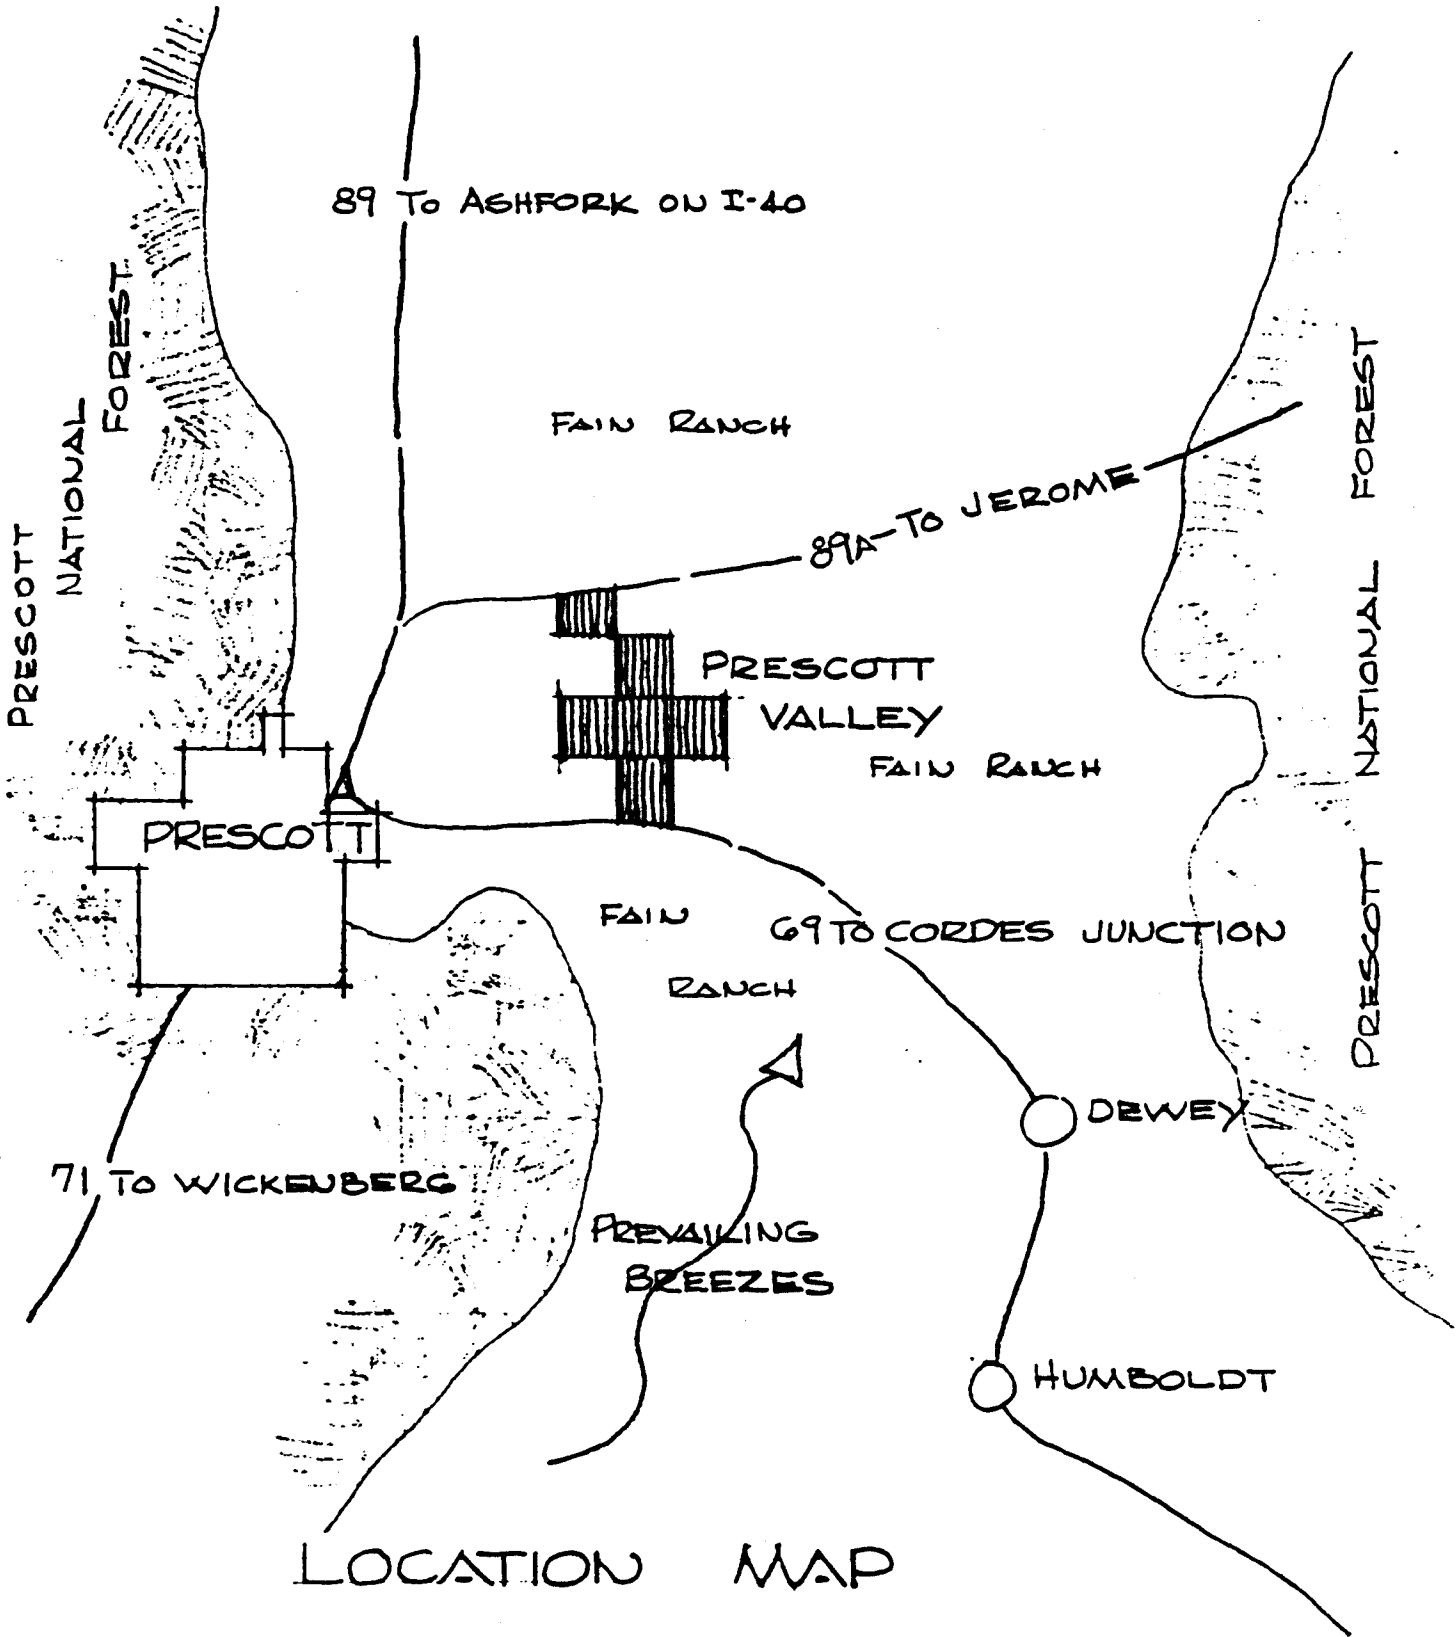 89 TO ASHFORK ON I-40
PRESCOTT
NATIONAL
FOREST
FAIN RANCH
89A TO JEROME
PRESCOTT NATIONAL FOREST
PRESCOTT
VALLEY
FAIN RANCH
PRESCOTT
FAIN
RANCH
69 TO CORDES JUNCTION
DEWEY
71 TO WICKENBERG
PREVAILING
BREEZES
HUMBOLDT
LOCATION MAP